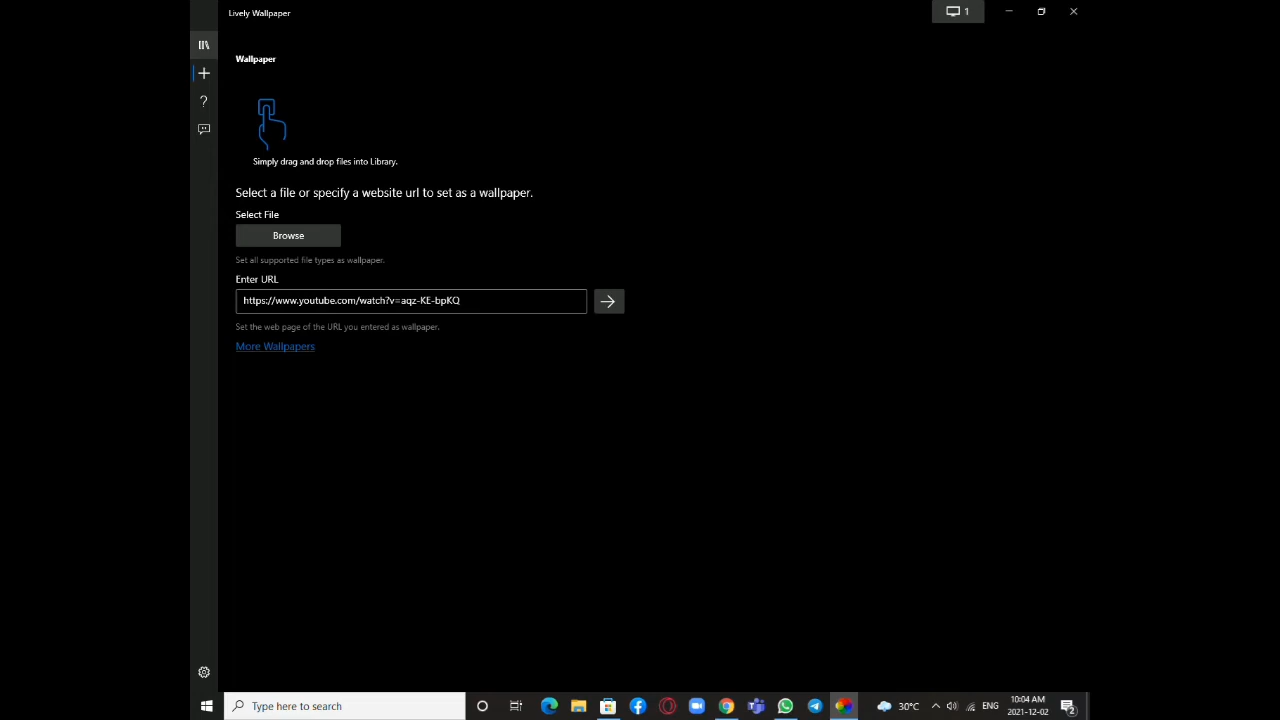 Lively Wallpaper
1
Wallpaper
Simply drag and drop files into Library.
Select a file or specify a website url to set as a wallpaper.
Select File
Browse
Set all supported file types as wallpaper.
Enter URL
https://www.youtube.com/watch?v=aqz-KE-bpKQ
Set the web page of the URL you entered as wallpaper.
More Wallpapers
Type here to search
30°C
ENG
10:04 AM
2021-12-02
2